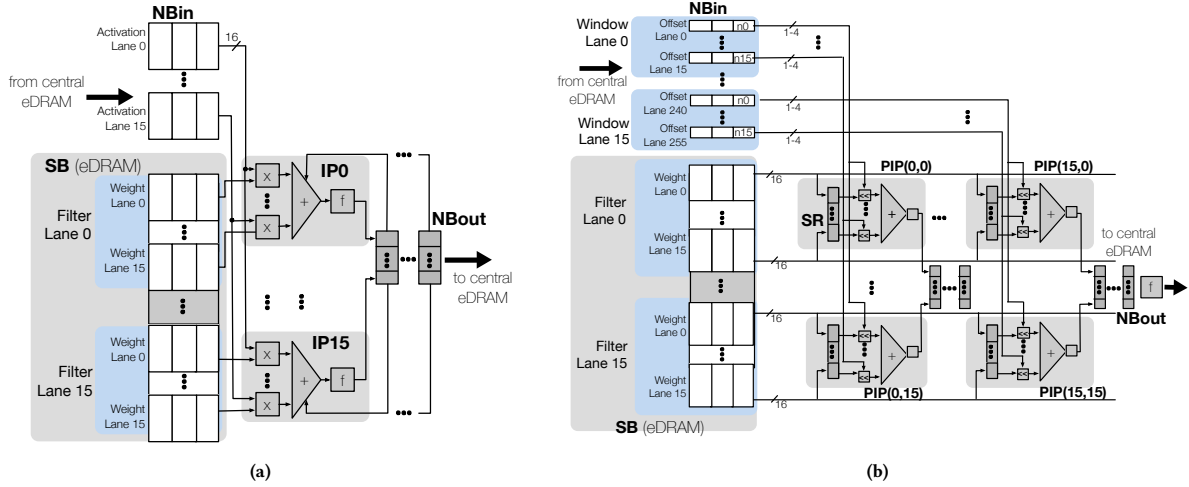 NBin
Activation
Lane 0
16
from central
eDRAM
Activation
Lane 15
SB (eDRAM)
Filter
Lane 0
Weight
Lane 0
Weight
Lane 15
Filter
Lane 15
Weight
Lane 0
Weight
Lane 15
IP0
x
x
+
f
IP15
x
x
+
f
NBout
to central
eDRAM
(a)
NBin
Window
Lane 0
Offset
Lane 0
n0
1-4
Offset
Lane 15
n15
1-4
from central
eDRAM
Window
Lane 15
Offset
Lane 240
n0
1-4
Offset
Lane 255
n15
1-4
Filter
Lane 0
Weight
Lane 0
16
Weight
Lane 15
16
Filter
Lane 15
Weight
Lane 0
16
Weight
Lane 15
16
SB (eDRAM)
PIP(0,0)
SR
<<
<<
+
PIP(15,0)
<<
<<
+
<<
<<
+
PIP(0,15)
<<
<<
+
PIP(15,15)
to central
eDRAM
NBout
f
(b)